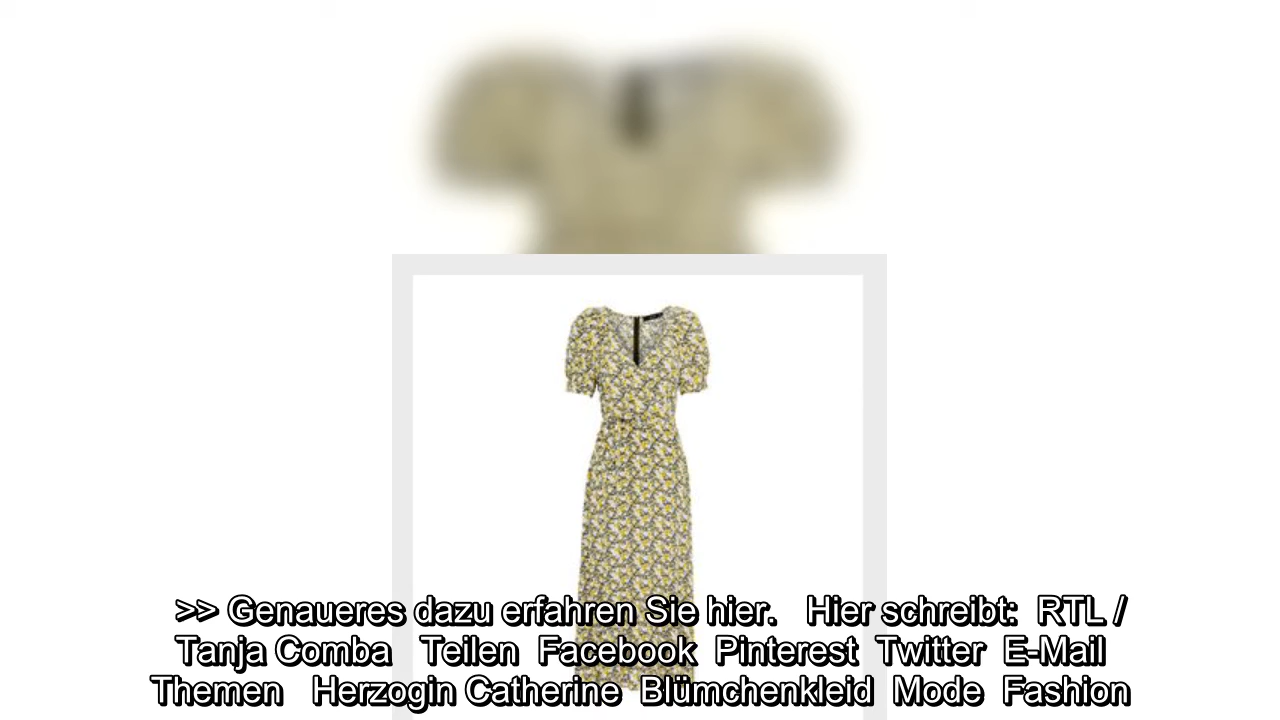 >> Genaueres dazu erfahren Sie hier. Hier schreibt: RTL /
Tanja Comba Teilen Facebook Pinterest Twitter E-Mail
Themen Herzogin Catherine Blümchenkleid Mode Fashion